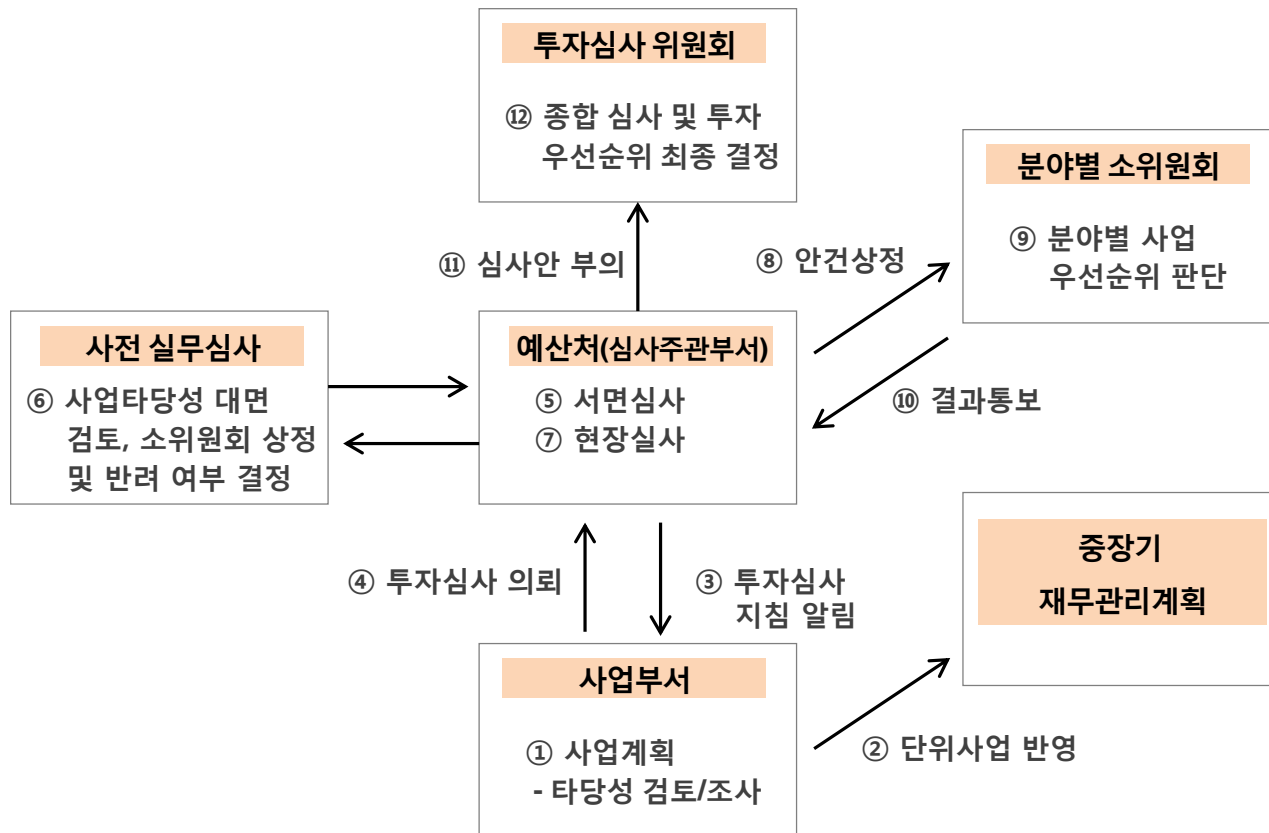 투자심사 위원회
⑫ 종합 심사 및 투자
우선순위 최종 결정
분야별 소위원회
⑨ 분야별 사업
우선순위 판단
⑪ 심사안 부의
⑧ 안건상정
사전 실무심사
⑥ 사업타당성 대면
검토, 소위원회 상정
및 반려 여부 결정
예산처(심사주관부서)
⑤ 서면심사
⑦ 현장실사
⑩ 결과통보
④ 투자심사 의뢰
③ 투자심사
지침 알림
중장기
재무관리계획
사업부서
① 사업계획
- 타당성 검토/조사
② 단위사업 반영